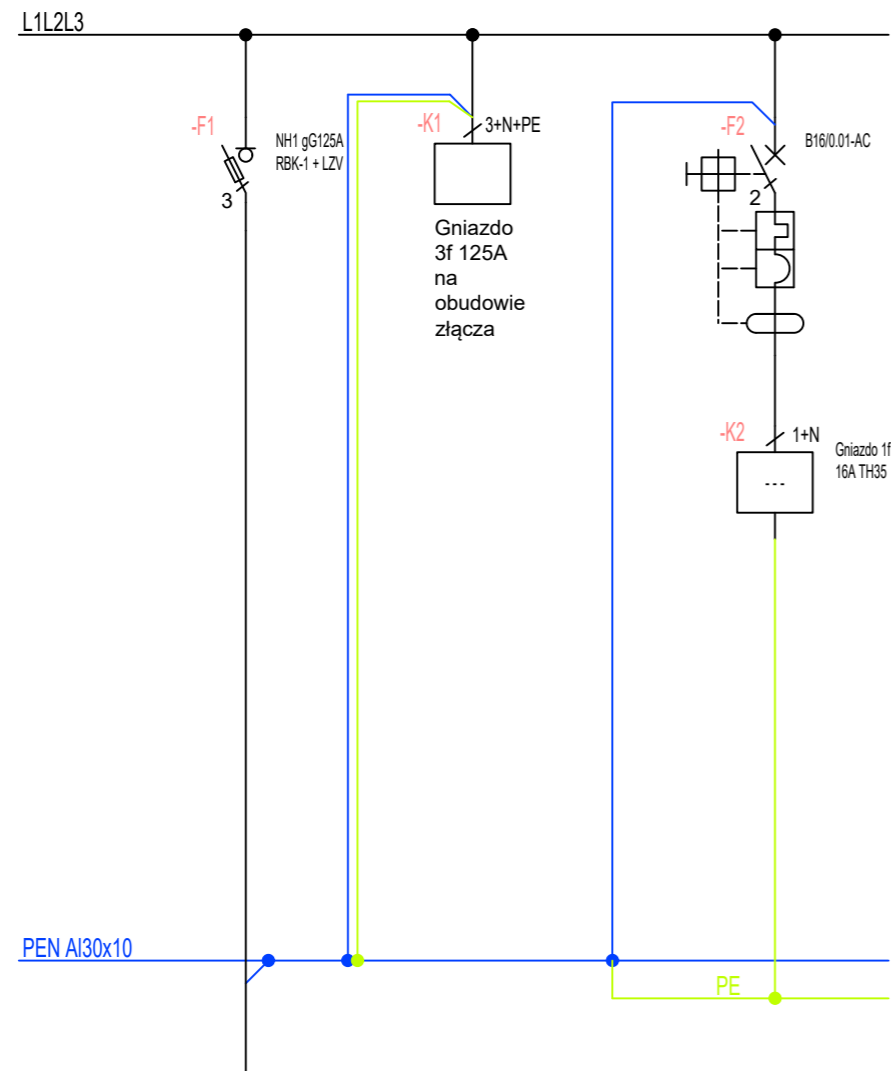 L1L2L3
-F1
NH1 gG125A
RBK-1 + LZV
3
-K1
3+N+PE
Gniazdo
3f 125A
na
obudowie
złącza
-F2
B16/0.01-AC
2
-K2
1+N
Gniazdo 1f
16A TH35
PEN Al30x10
PE